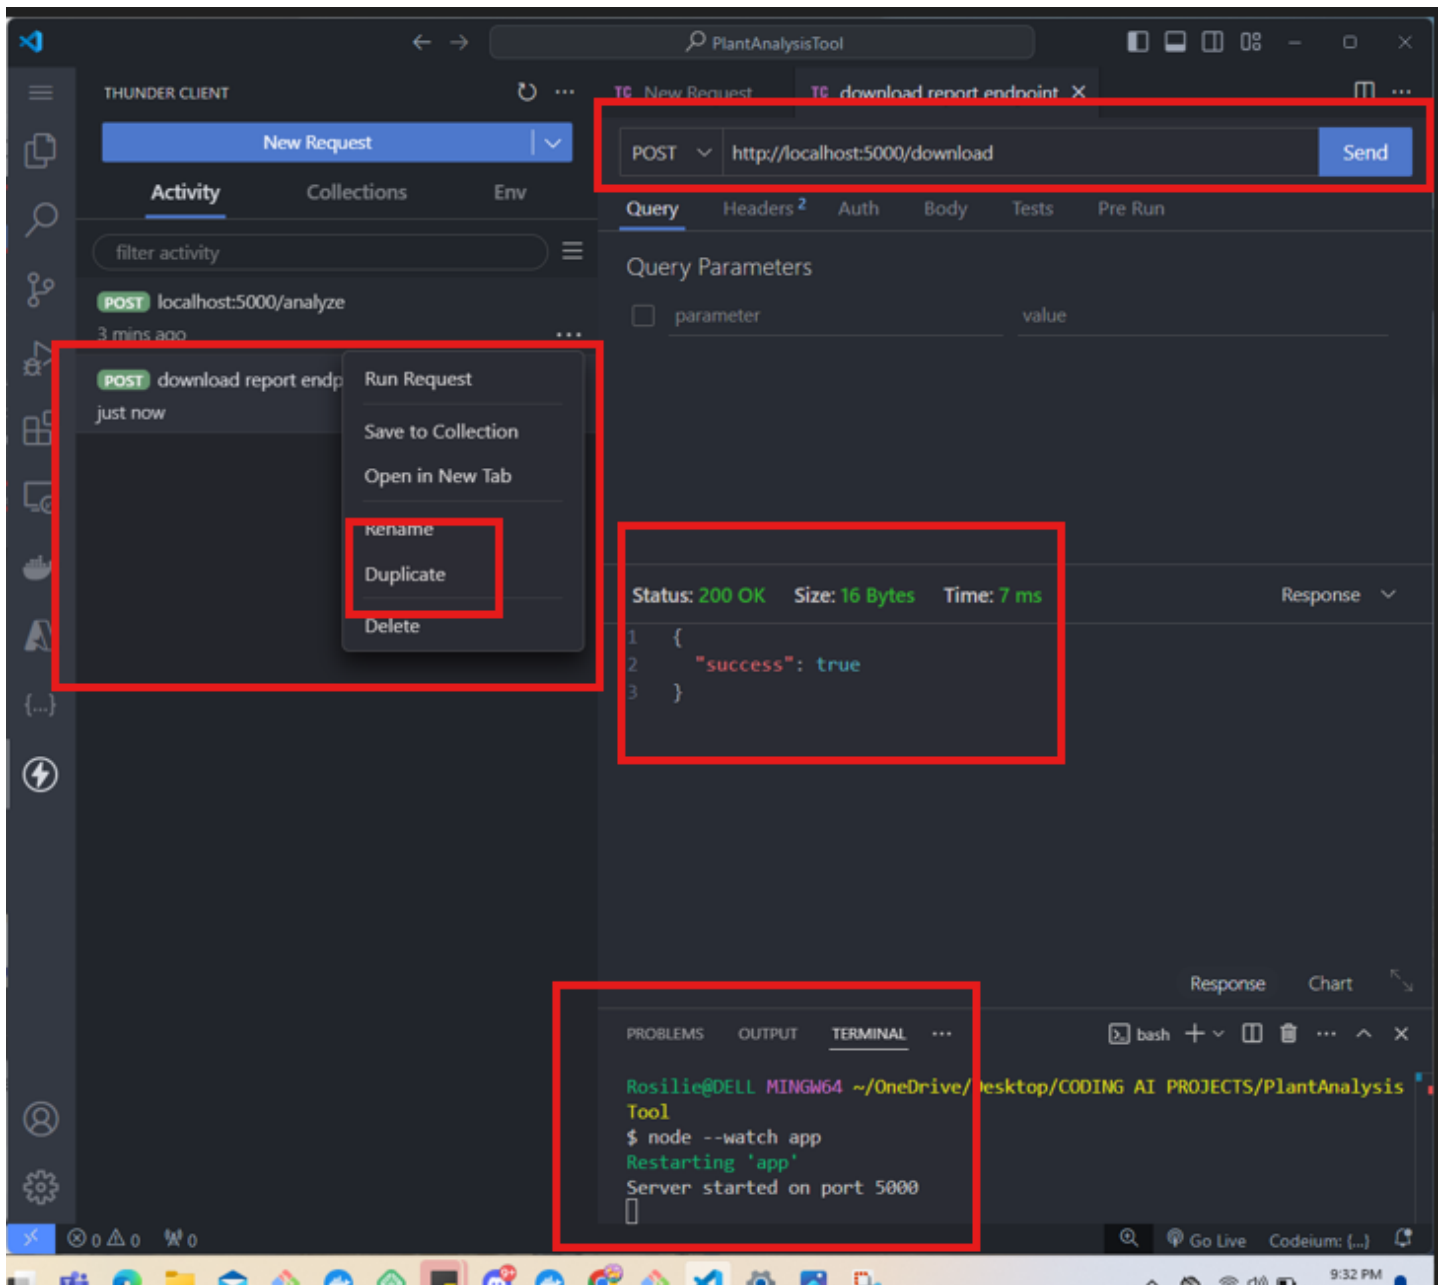 PlantAnalysisTool
THUNDER CLIENT
New Request
Activity
Collections
Env
filter activity
POST localhost:5000/analyze
3 mins ago
POST download report endp
just now
Run Request
Save to Collection
Open in New Tab
Rename
Duplicate
Delete
TC New Request
TC download report endpoint
POST
http://localhost:5000/download
Send
Query
Headers 2
Auth
Body
Tests
Pre Run
Query Parameters
parameter
value
Status: 200 OK Size: 16 Bytes Time: 7 ms
Response
1 {
2 "success": true
3 }
Response
Chart
PROBLEMS
OUTPUT
TERMINAL
bash
Rosilie@DELL MINGW64 ~/OneDrive/Desktop/CODING AI PROJECTS/PlantAnalysis
Tool
$ node --watch app
Restarting 'app'
Server started on port 5000
0 0 0
Go Live
Codeium: {...}
9:32 PM